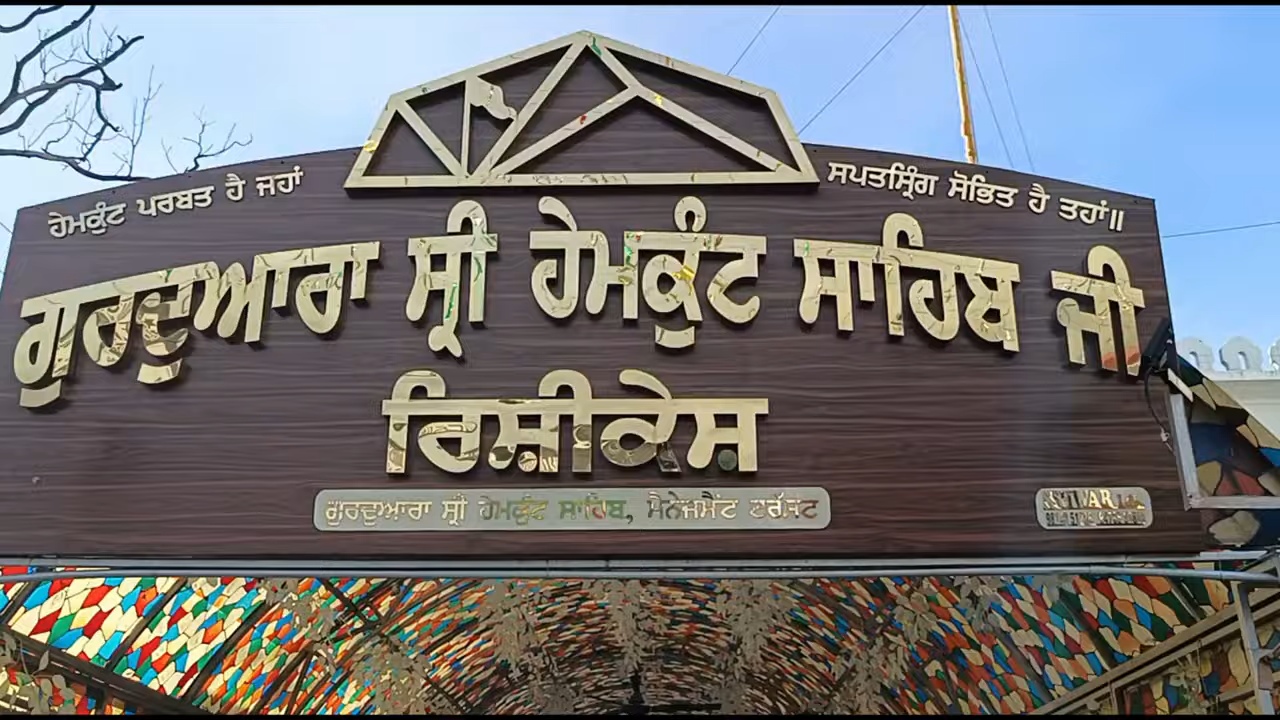 ਹੇਮਕੁੰਟ ਪਰਬਤ ਹੈ ਜਹਾਂ
ਸਪਤਸ੍ਰਿੰਗ ਸੋਭਿਤ ਹੈ ਤਹਾਂ॥
ਗੁਰਦੁਆਰਾ ਸ੍ਰੀ ਹੇਮਕੁੰਟ ਸਾਹਿਬ ਜੀ
ਰਿਸ਼ੀਕੇਸ਼
ਗੁਰਦੁਆਰਾ ਸ੍ਰੀ ਹੇਮਕੁੰਟ ਸਾਹਿਬ, ਮੈਨੇਜਮੈਂਟ ਟਰੱਸਟ